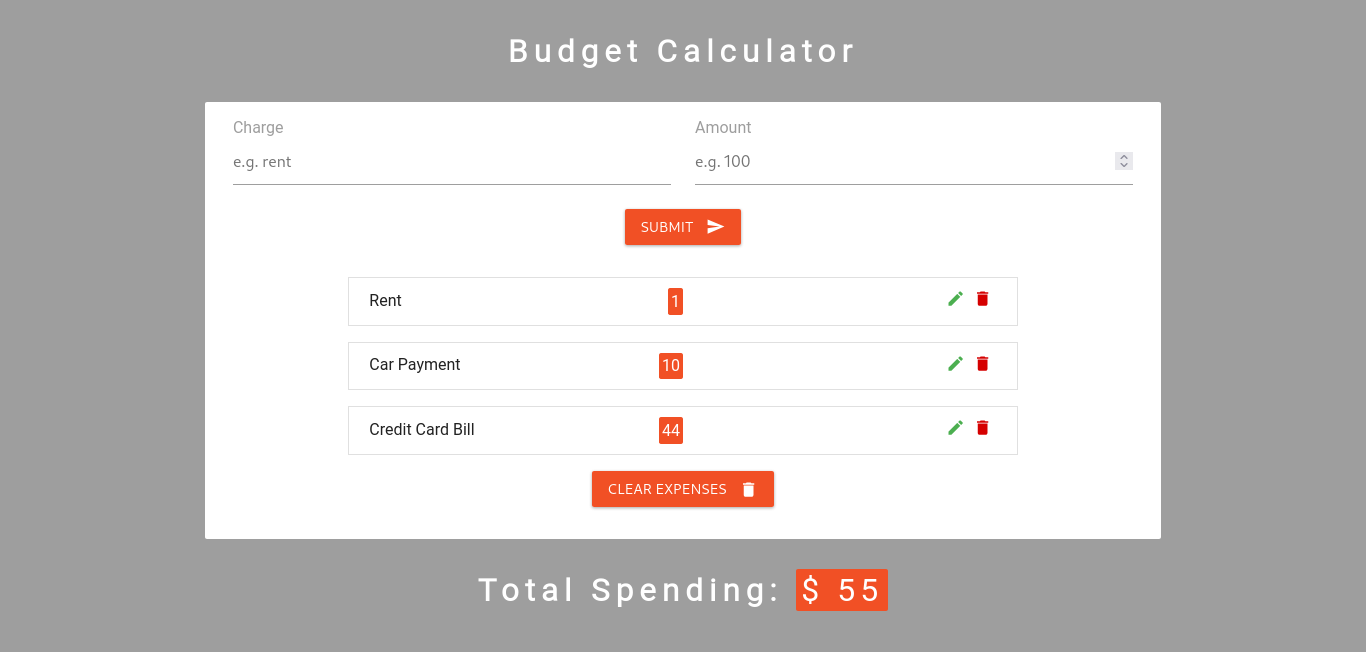 Budget Calculator
Charge
Amount
e.g. rent
e.g. 100
SUBMIT
Rent 1
Car Payment 10
Credit Card Bill 44
CLEAR EXPENSES
Total Spending: $ 55